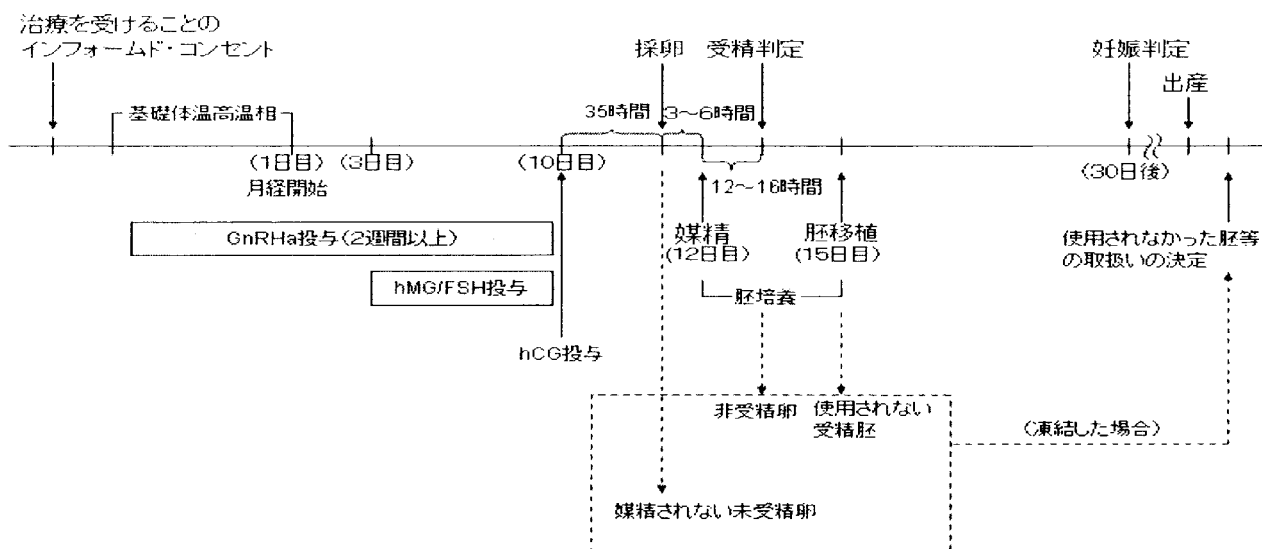 治療を受けることの
インフォームド・コンセント
採卵
受精判定
妊娠判定
出産
基礎体温高温相
35時間
3～6時間
(1日目)
(3日目)
(10日目)
(30日後)
月経開始
12～16時間
GnRHa投与(2週間以上)
媒精
(12日目)
胚移植
(15日目)
使用されなかった胚等
の取扱いの決定
hMG/FSH投与
胚培養
hCG投与
非受精卵
使用されない
受精胚
(凍結した場合)
媒精されない未受精卵